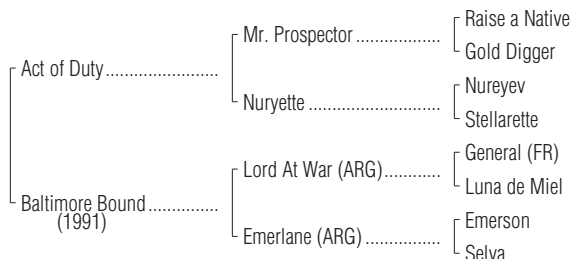 Raise a Native
Mr. Prospector ..................
Gold Digger
Act of Duty........................
Nureyev
Nuryette ............................
Stellarette
General (FR)
Lord At War (ARG)............
Luna de Miel
Baltimore Bound...............
(1991)
Emerson
Emerlane (ARG) ................
Selva